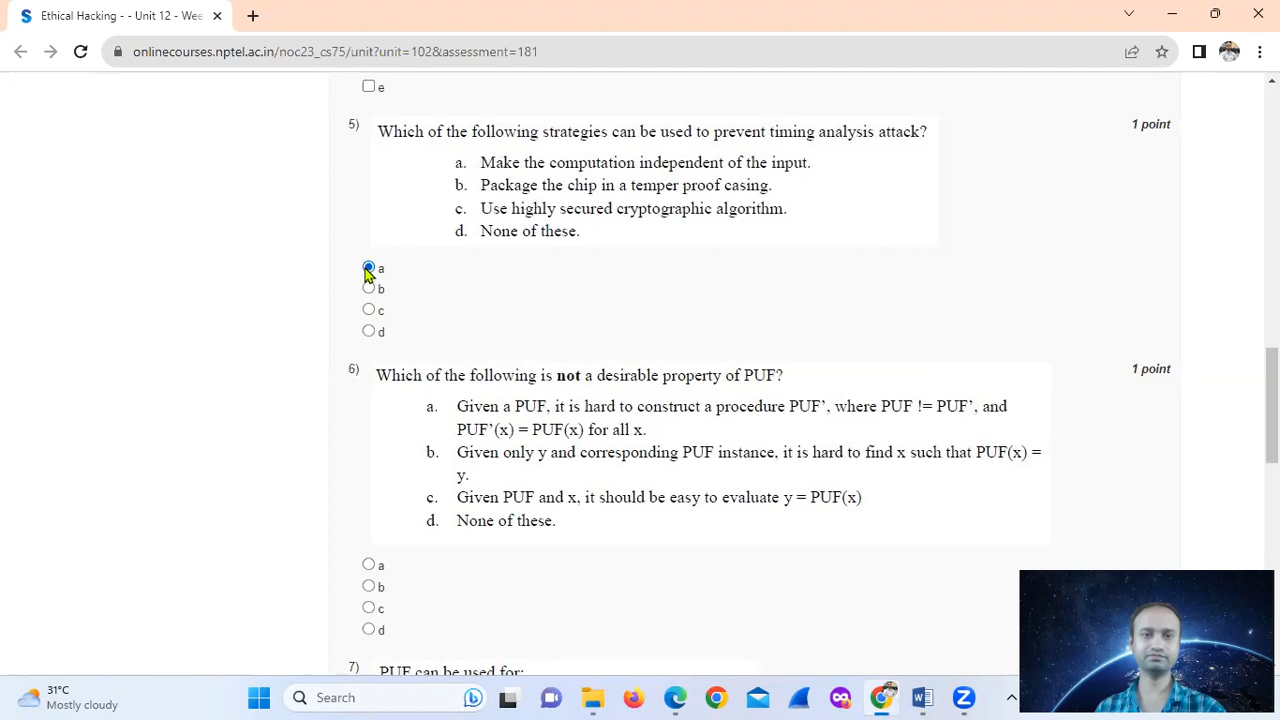 Ethical Hacking - - Unit 12 - Wee
onlinecourses.nptel.ac.in/noc23_cs75/unit?unit=102&assessment=181
e
5) Which of the following strategies can be used to prevent timing analysis attack? 1 point
a. Make the computation independent of the input.
b. Package the chip in a temper proof casing.
c. Use highly secured cryptographic algorithm.
d. None of these.
a
b
c
d
6) Which of the following is not a desirable property of PUF? 1 point
a. Given a PUF, it is hard to construct a procedure PUF’, where PUF != PUF’, and
PUF’(x) = PUF(x) for all x.
b. Given only y and corresponding PUF instance, it is hard to find x such that PUF(x) =
y.
c. Given PUF and x, it should be easy to evaluate y = PUF(x)
d. None of these.
a
b
c
d
7) PUF can be used for:
31°C
Mostly cloudy
Search